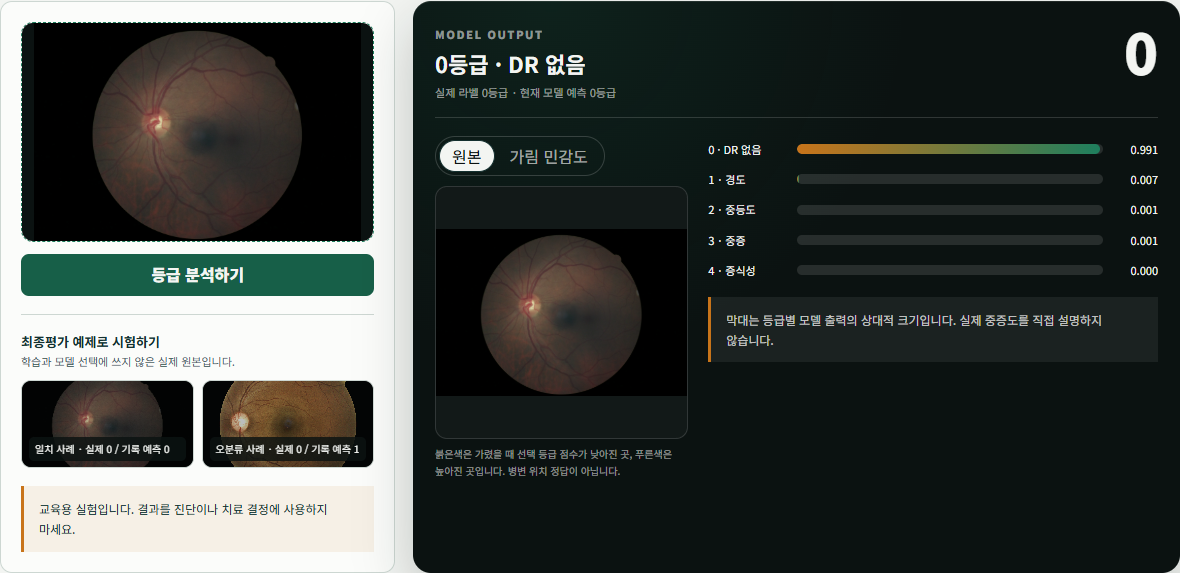 등급 분석하기
최종평가 예제로 시험하기
학습과 모델 선택에 쓰지 않은 실제 원본입니다.
일치 사례 · 실제 0 / 기록 예측 0
오분류 사례 · 실제 0 / 기록 예측 1
교육용 실험입니다. 결과를 진단이나 치료 결정에 사용하지
마세요.
MODEL OUTPUT
0등급 · DR 없음
0
실제 라벨 0등급 · 현재 모델 예측 0등급
원본
가림 민감도
0 · DR 없음 0.991
1 · 경도 0.007
2 · 중등도 0.001
3 · 중증 0.001
4 · 증식성 0.000
막대는 등급별 모델 출력의 상대적 크기입니다. 실제 중증도를 직접 설명하지
않습니다.
붉은색은 가렸을 때 선택 등급 점수가 낮아진 곳, 푸른색은
높아진 곳입니다. 병변 위치 정답이 아닙니다.